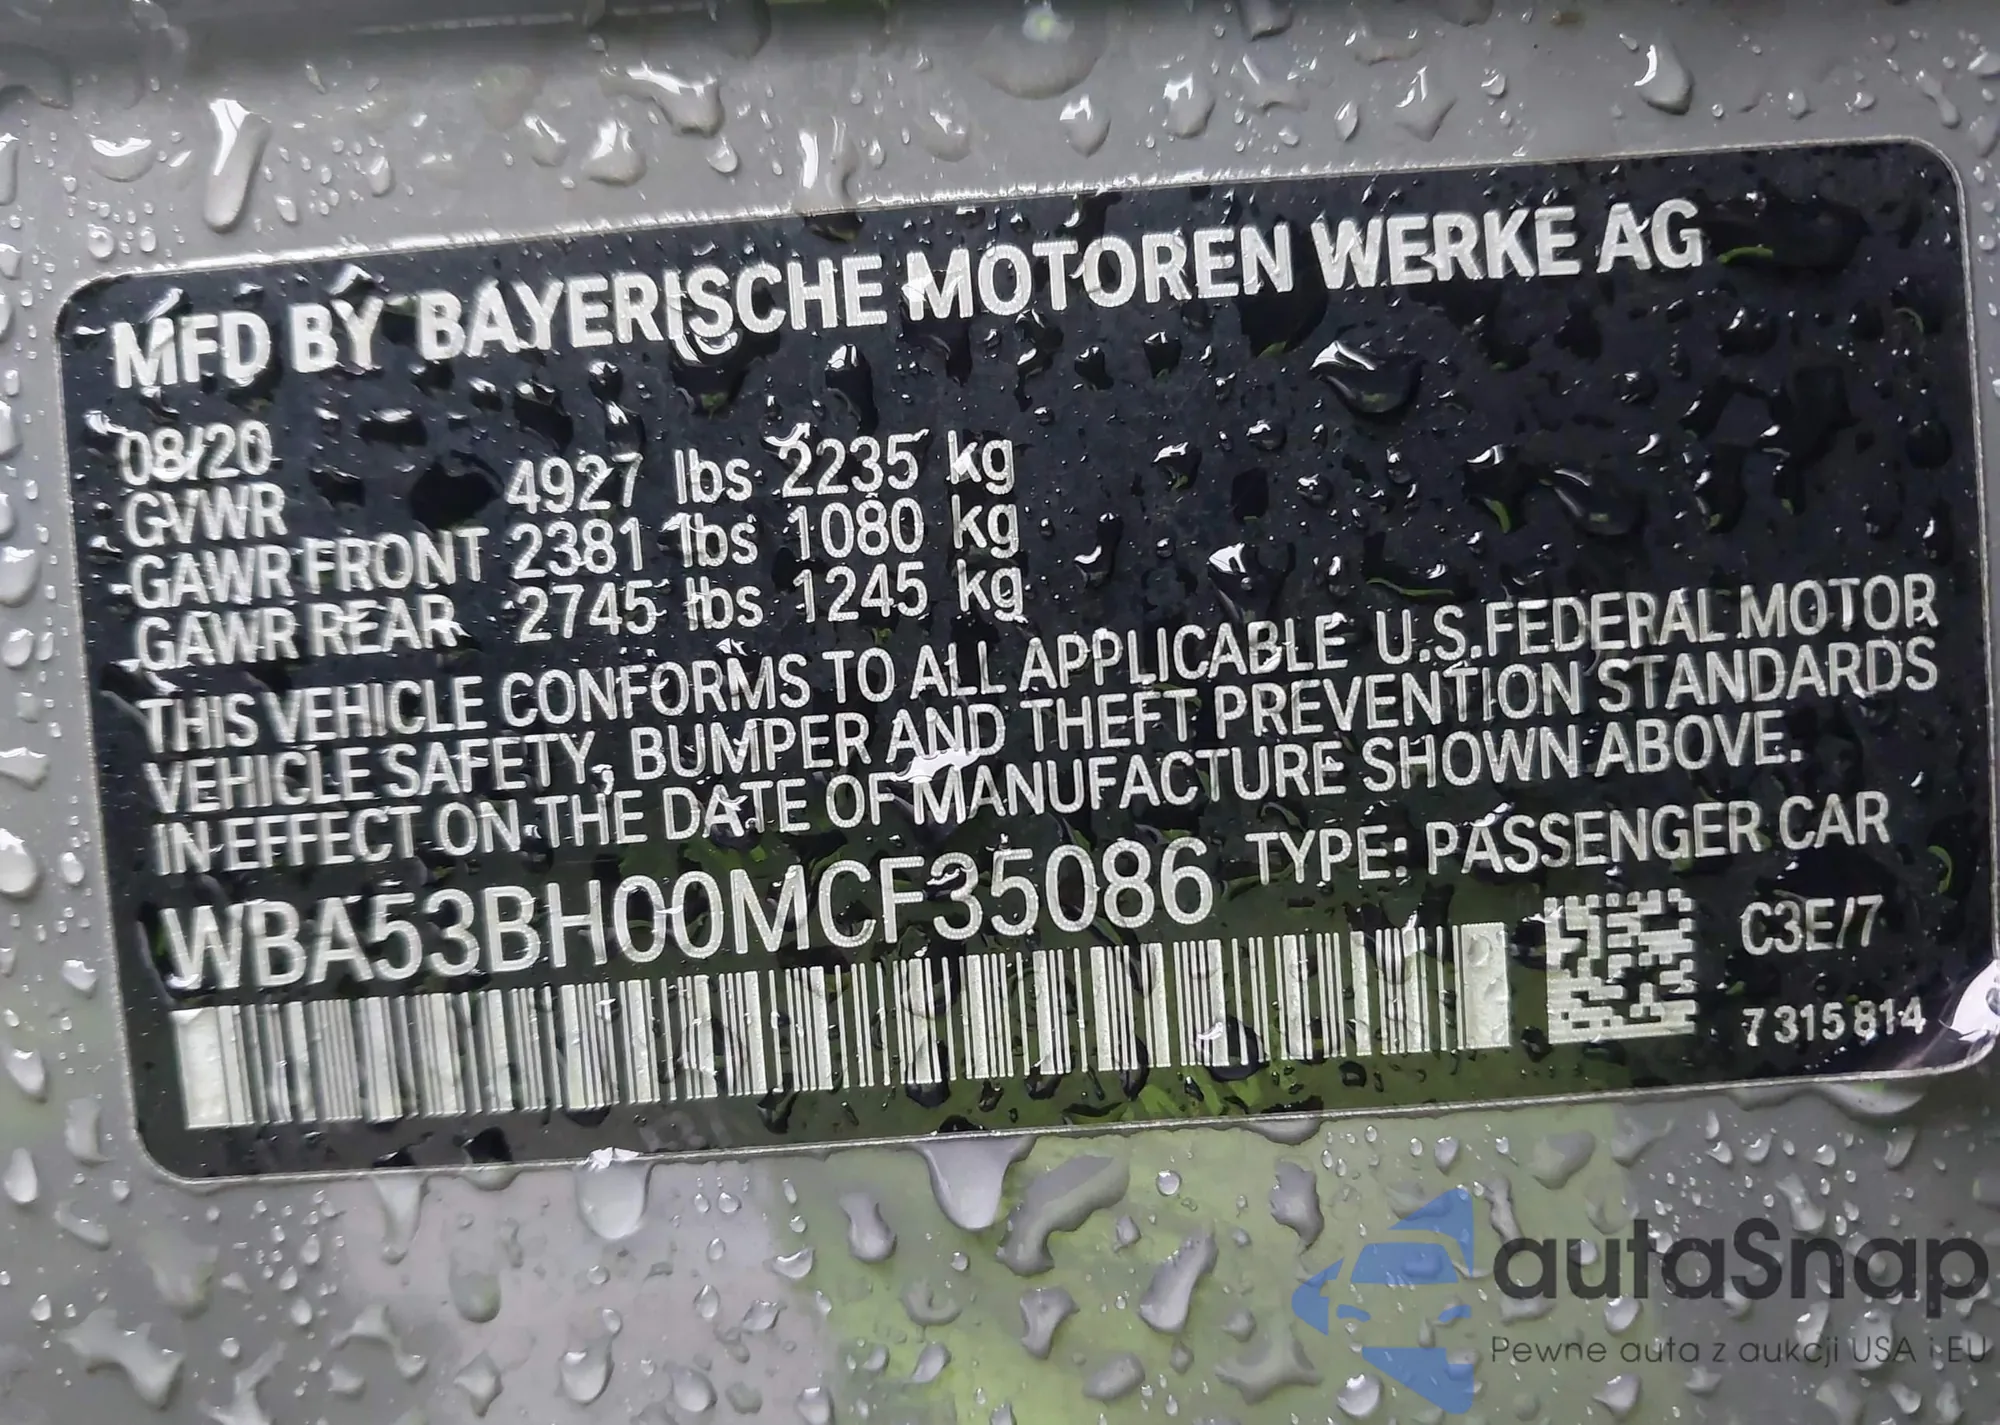 MFD BY BAYERISCHE MOTOREN WERKE AG
08/20
GVWR 4927 lbs 2235 kg
GAWR FRONT 2381 lbs 1080 kg
GAWR REAR 2745 lbs 1245 kg
THIS VEHICLE CONFORMS TO ALL APPLICABLE U.S.FEDERAL MOTOR
VEHICLE SAFETY, BUMPER AND THEFT PREVENTION STANDARDS
IN EFFECT ON THE DATE OF MANUFACTURE SHOWN ABOVE.
WBA53BH00MCF35086 TYPE: PASSENGER CAR
C3E/7
7 315 814
autaSnap
Pewne auta z aukcji USA i EU